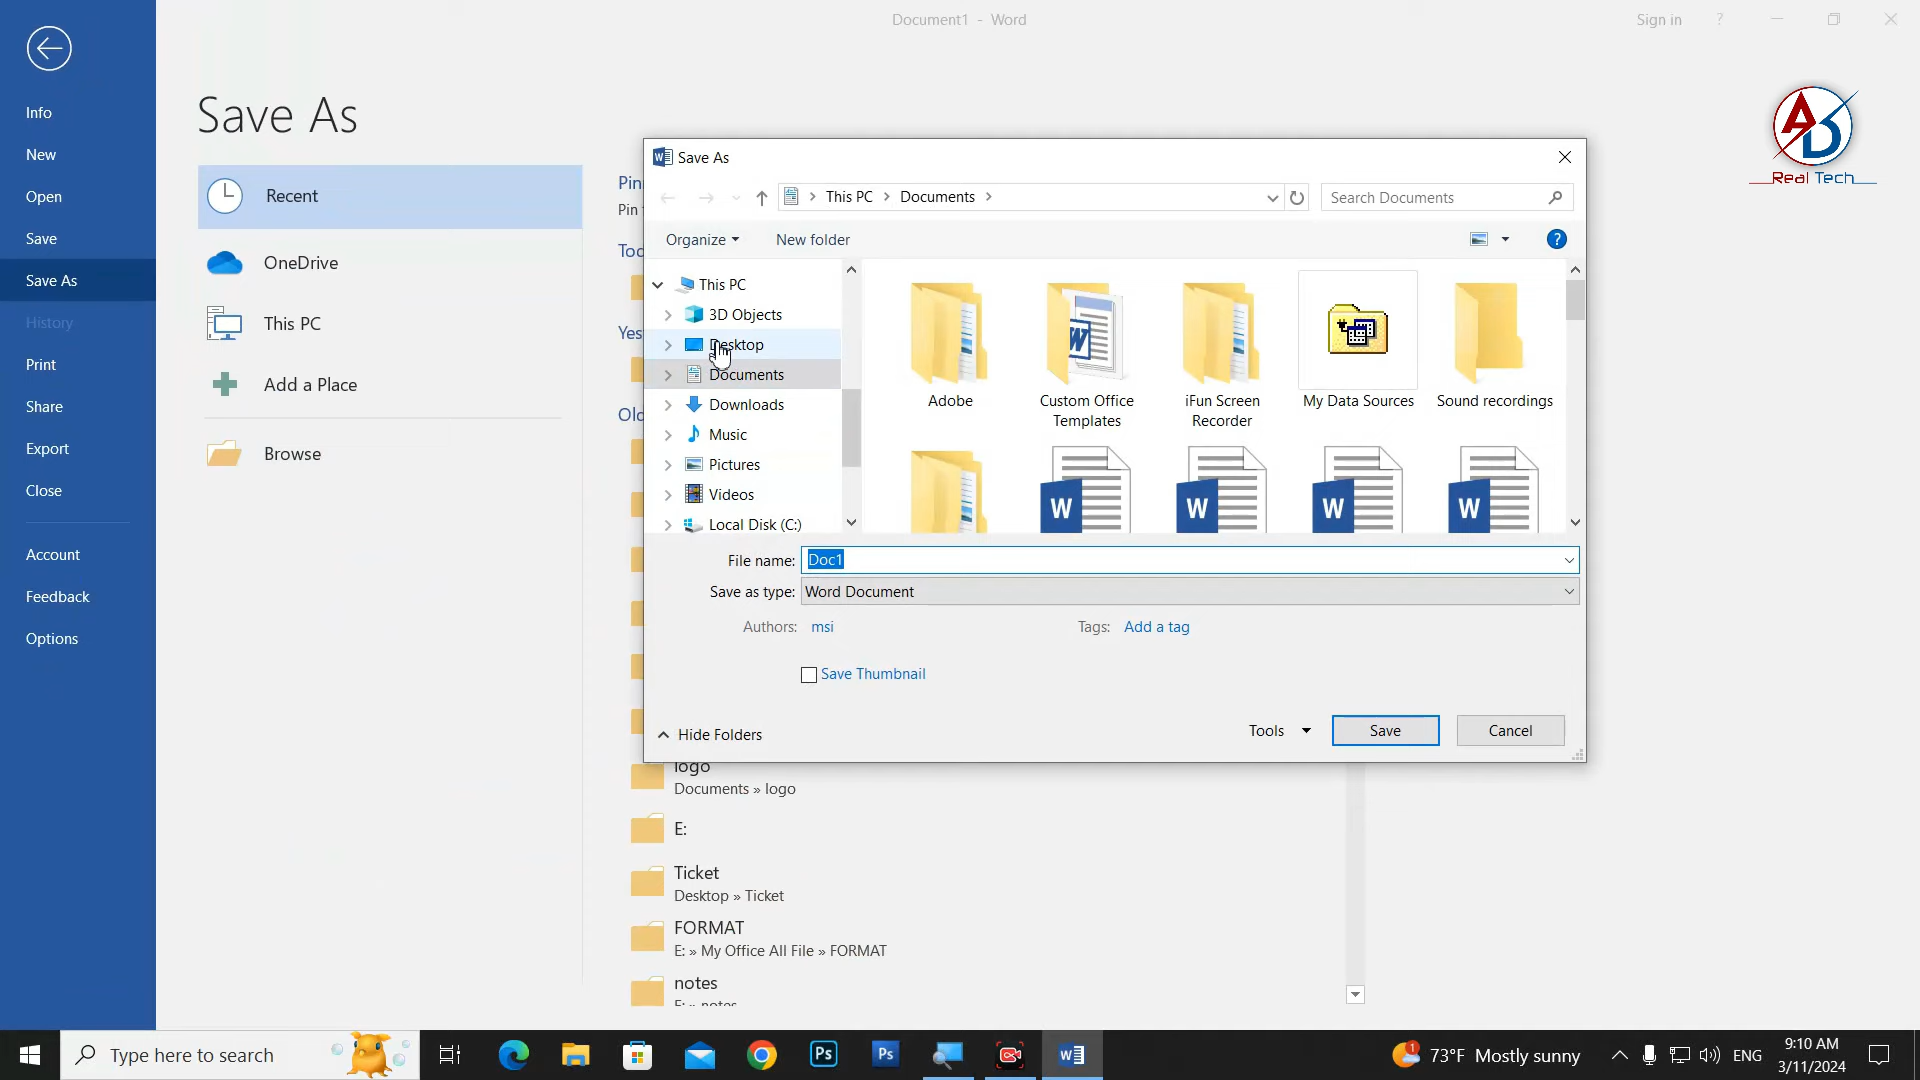 Document1 - Word
Sign in
?
Info
New
Open
Save
Save As
History
Print
Share
Export
Close
Account
Feedback
Options
Save As
Recent
OneDrive
This PC
Add a Place
Browse
AD
Real Tech
Save As
This PC
Documents
Search Documents
Organize
New folder
?
This PC
3D Objects
Desktop
Documents
Downloads
Music
Pictures
Videos
Local Disk (C:)
Adobe
Custom Office
Templates
iFun Screen
Recorder
My Data Sources
Sound recordings
W
W
W
W
File name: Doc1
Save as type: Word Document
Authors: msi
Tags: Add a tag
Save Thumbnail
Hide Folders
Tools
Save
Cancel
logo
Documents » logo
E:
Ticket
Desktop » Ticket
FORMAT
E: » My Office All File » FORMAT
notes
Type here to search
Ps
Ps
1
73°F Mostly sunny
ENG
9:10 AM
3/11/2024